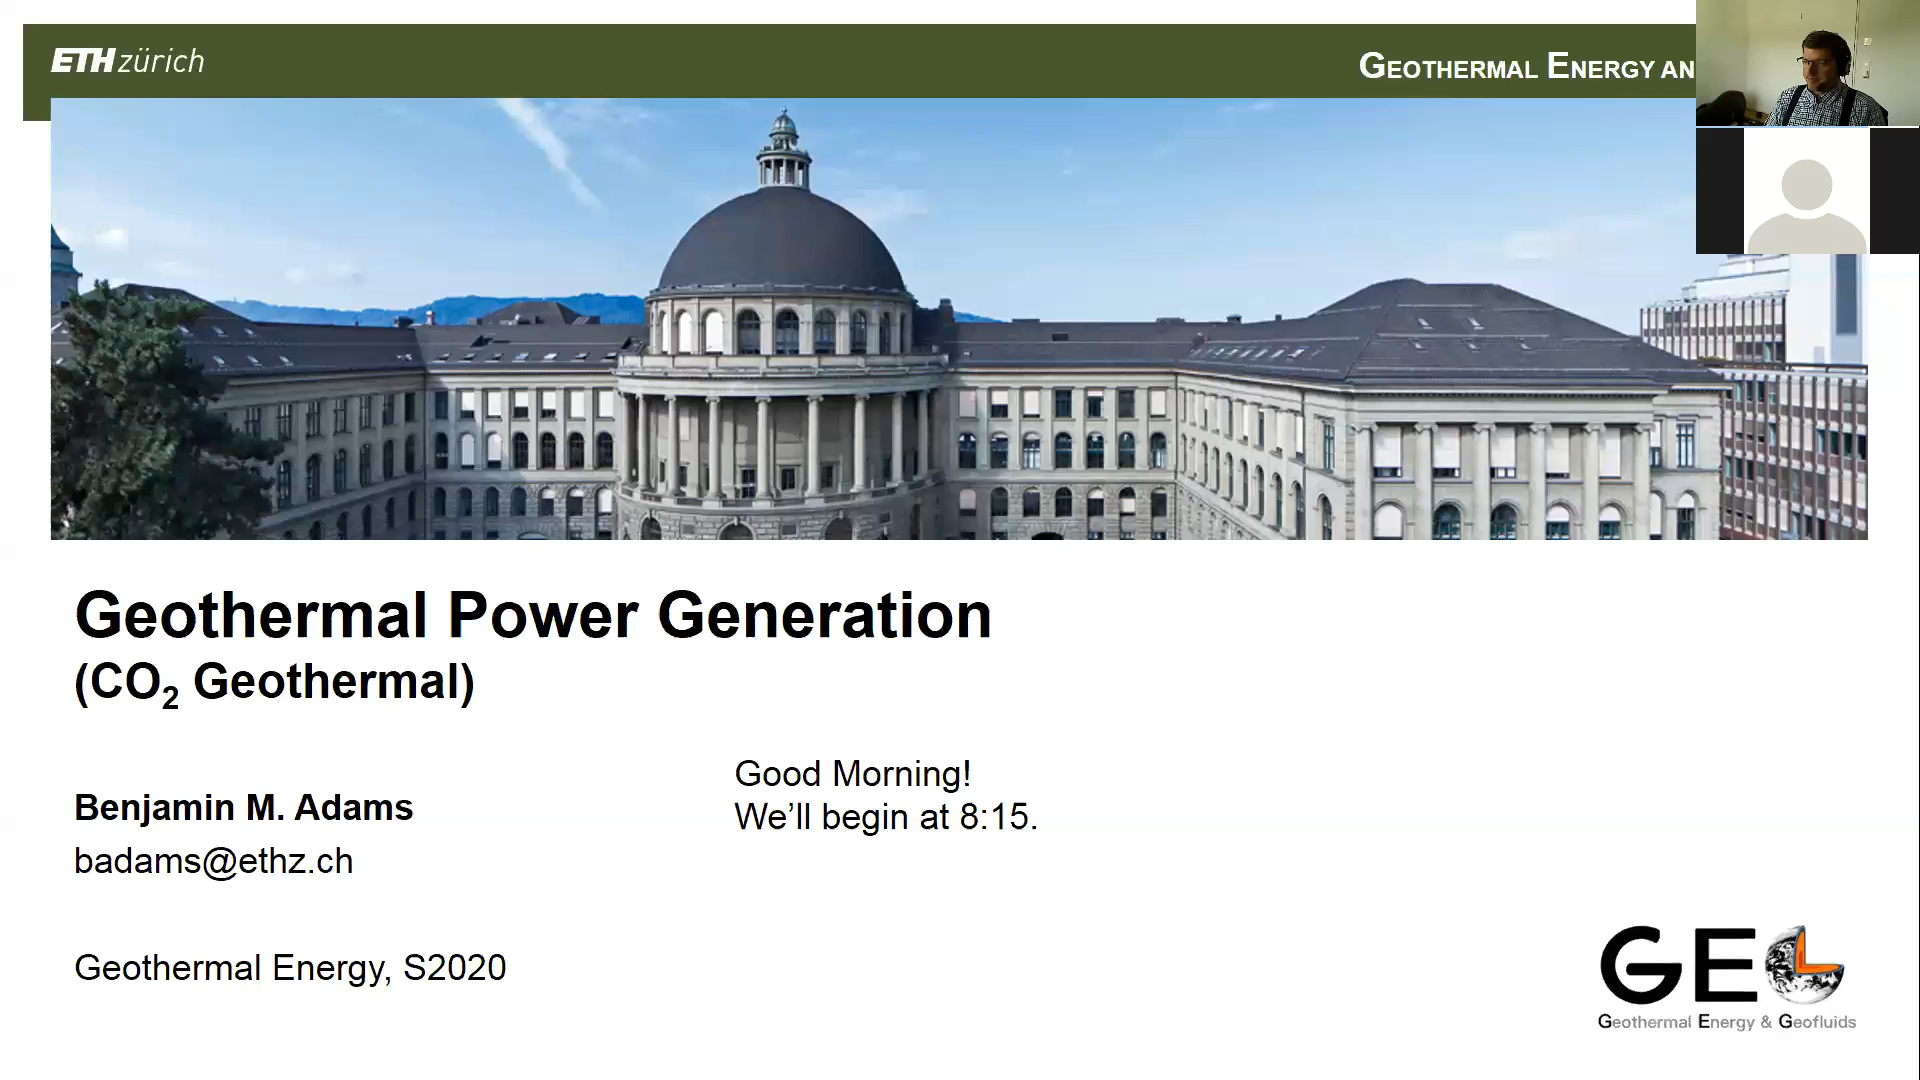 ETH zürich
GEOTHERMAL ENERGY AN
Geothermal Power Generation
(CO₂ Geothermal)
Good Morning!
We’ll begin at 8:15.
Benjamin M. Adams
badams@ethz.ch
Geothermal Energy, S2020
GEG
Geothermal Energy & Geofluids